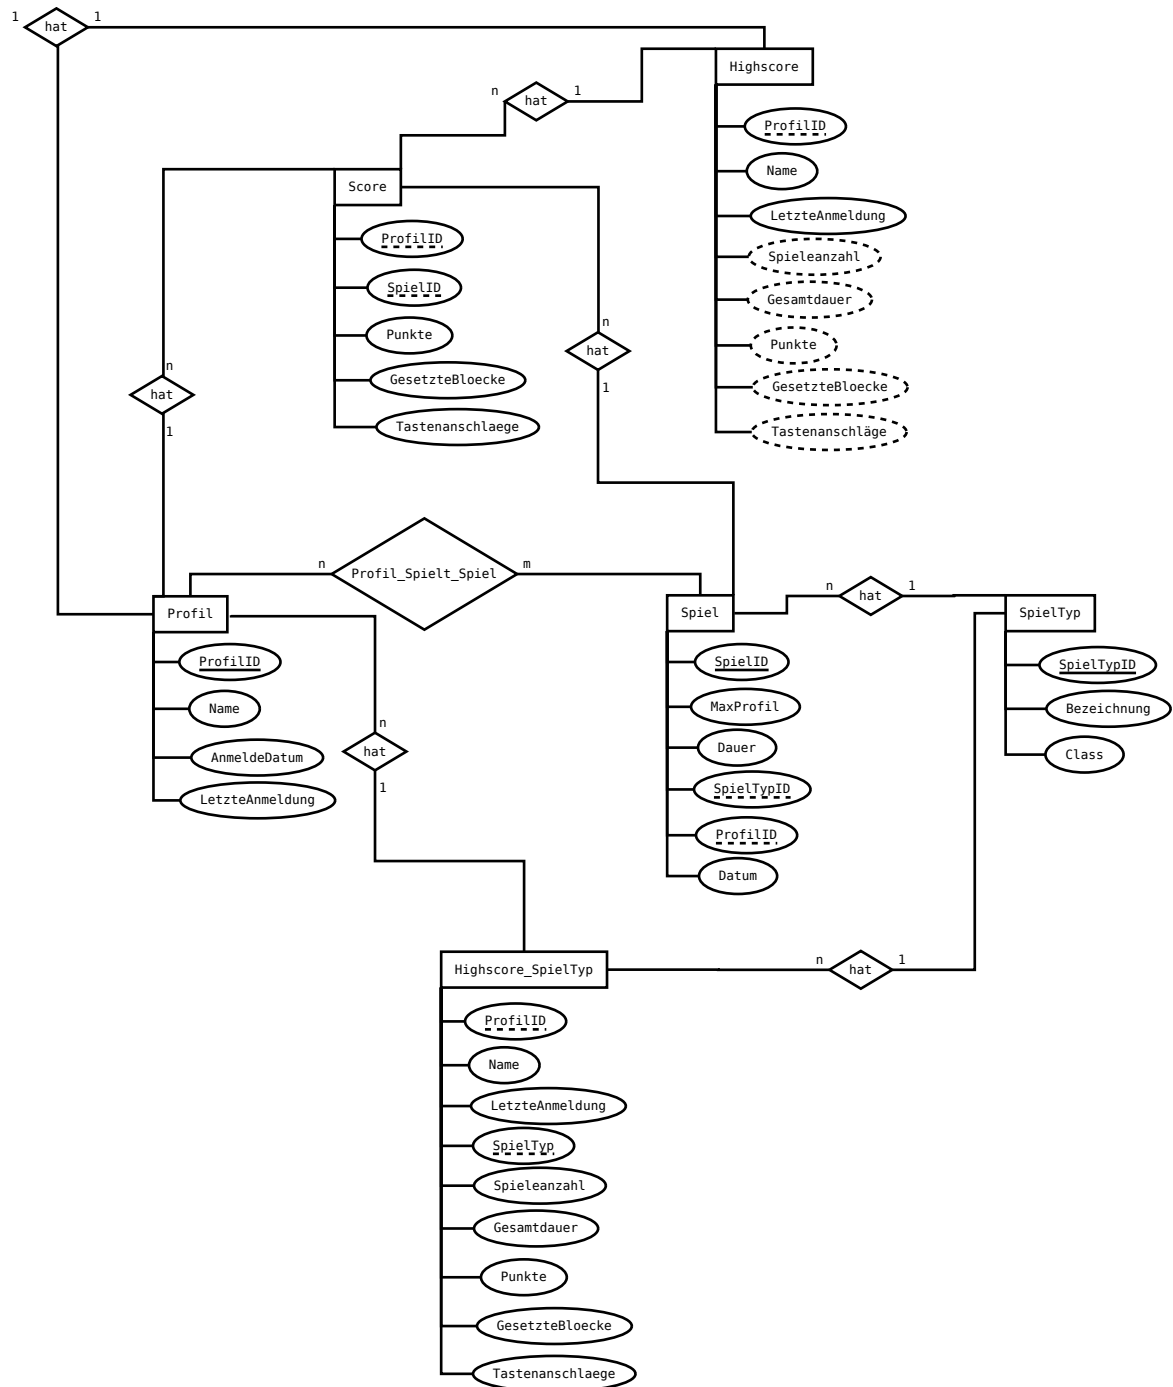 1
hat
1
Highscore
n
hat
1
ProfilID
Name
LetzteAnmeldung
Spieleanzahl
Gesamtdauer
Punkte
GesetzteBloecke
Tastenanschläge
Score
ProfilID
SpielID
Punkte
GesetzteBloecke
Tastenanschlaege
n
hat
1
n
hat
1
n
Profil_Spielt_Spiel
m
Profil
ProfilID
Name
AnmeldeDatum
LetzteAnmeldung
n
hat
1
Spiel
SpielID
MaxProfil
Dauer
SpielTypID
ProfilID
Datum
n
hat
1
SpielTyp
SpielTypID
Bezeichnung
Class
Highscore_SpielTyp
n
hat
1
ProfilID
Name
LetzteAnmeldung
SpielTyp
Spieleanzahl
Gesamtdauer
Punkte
GesetzteBloecke
Tastenanschlaege